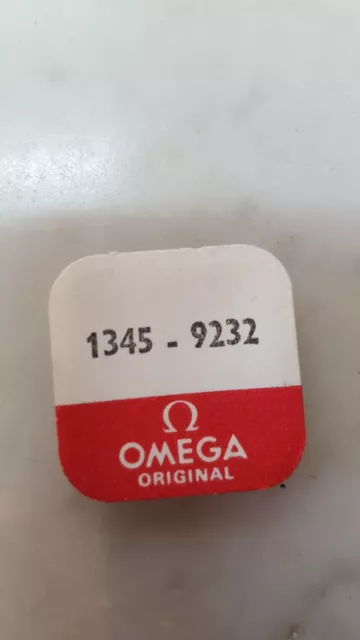 1345 - 9232
Ω
OMEGA
ORIGINAL